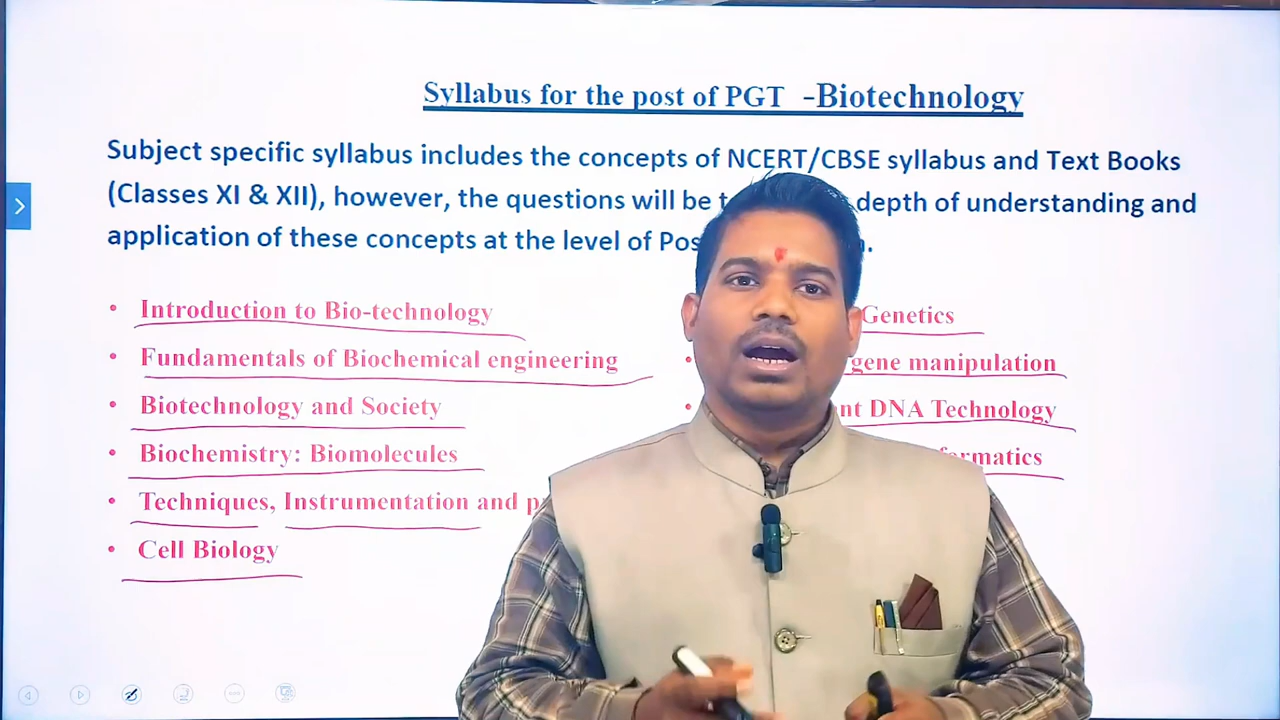 Syllabus for the post of PGT -Biotechnology
Subject specific syllabus includes the concepts of NCERT/CBSE syllabus and Text Books
(Classes XI & XII), however, the questions will be depth of understanding and
application of these concepts at the level of
• Introduction to Bio-technology
• Fundamentals of Biochemical engineering
• Biotechnology and Society
• Biochemistry: Biomolecules
• Techniques, Instrumentation and
• Cell Biology
Genetics
• gene manipulation
• DNA Technology